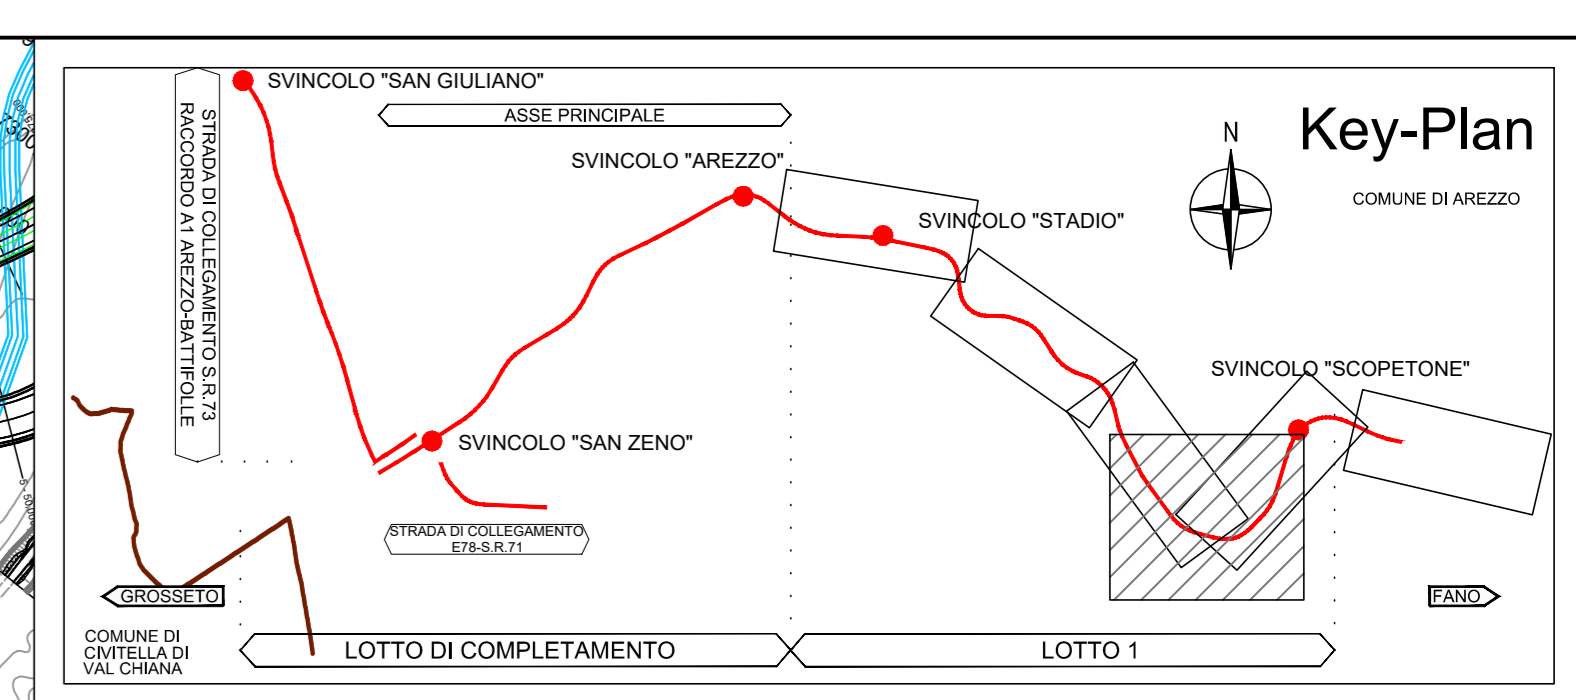 SVINCOLO "SAN GIULIANO"
ASSE PRINCIPALE
Key-Plan
N
COMUNE DI AREZZO
STRADA DI COLLEGAMENTO S.R.73
RACCORDO A1 AREZZO-BATTIFOLLE
SVINCOLO "AREZZO"
SVINCOLO "STADIO"
SVINCOLO "SCOPETONE"
SVINCOLO "SAN ZENO"
STRADA DI COLLEGAMENTO
E78-S.R.71
GROSSETO
FANO
COMUNE DI
CIVITELLA DI
VAL CHIANA
LOTTO DI COMPLETAMENTO
LOTTO 1